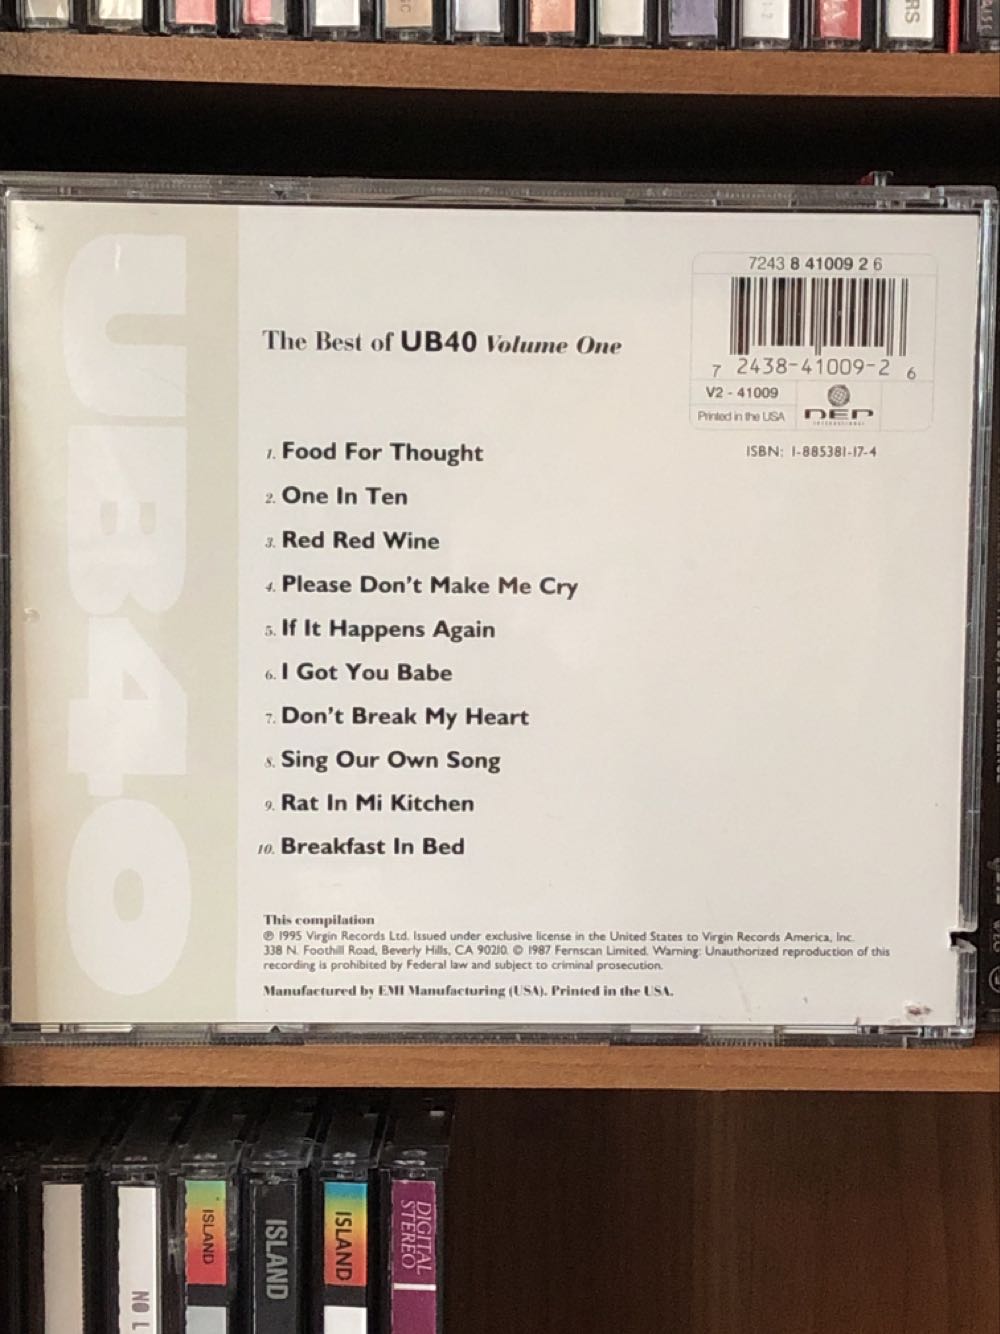 RS
UB40
7243 8 41009 2 6
7 2438-41009-2 6
V2 - 41009
Printed in the USA
DEP
INTERNATIONAL
ISBN: 1-885381-17-4
The Best of UB40 Volume One
1. Food For Thought
2. One In Ten
3. Red Red Wine
4. Please Don't Make Me Cry
5. If It Happens Again
6. I Got You Babe
7. Don't Break My Heart
8. Sing Our Own Song
9. Rat In Mi Kitchen
10. Breakfast In Bed
This compilation
℗ 1995 Virgin Records Ltd. Issued under exclusive license in the United States to Virgin Records America, Inc.
338 N. Foothill Road, Beverly Hills, CA 90210. © 1987 Fernscan Limited. Warning: Unauthorized reproduction of this
recording is prohibited by Federal law and subject to criminal prosecution.
Manufactured by EMI Manufacturing (USA). Printed in the USA.
NO L
ISLAND
ISLAND
ISLAND
DIGITAL
STEREO